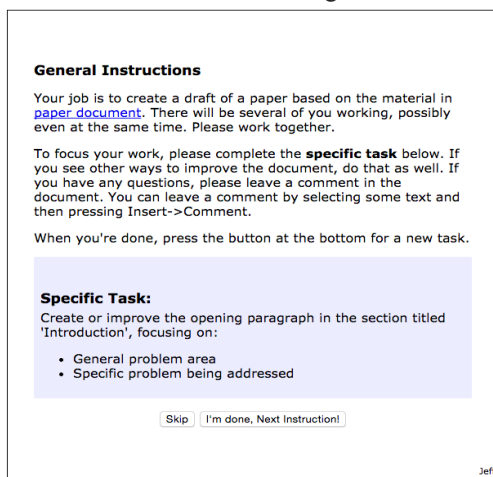 General Instructions
Your job is to create a draft of a paper based on the material in
paper document. There will be several of you working, possibly
even at the same time. Please work together.
To focus your work, please complete the specific task below. If
you see other ways to improve the document, do that as well. If
you have any questions, please leave a comment in the
document. You can leave a comment by selecting some text and
then pressing Insert->Comment.
When you're done, press the button at the bottom for a new task.
Specific Task:
Create or improve the opening paragraph in the section titled
'Introduction', focusing on:
• General problem area
• Specific problem being addressed
Skip I'm done, Next Instruction!